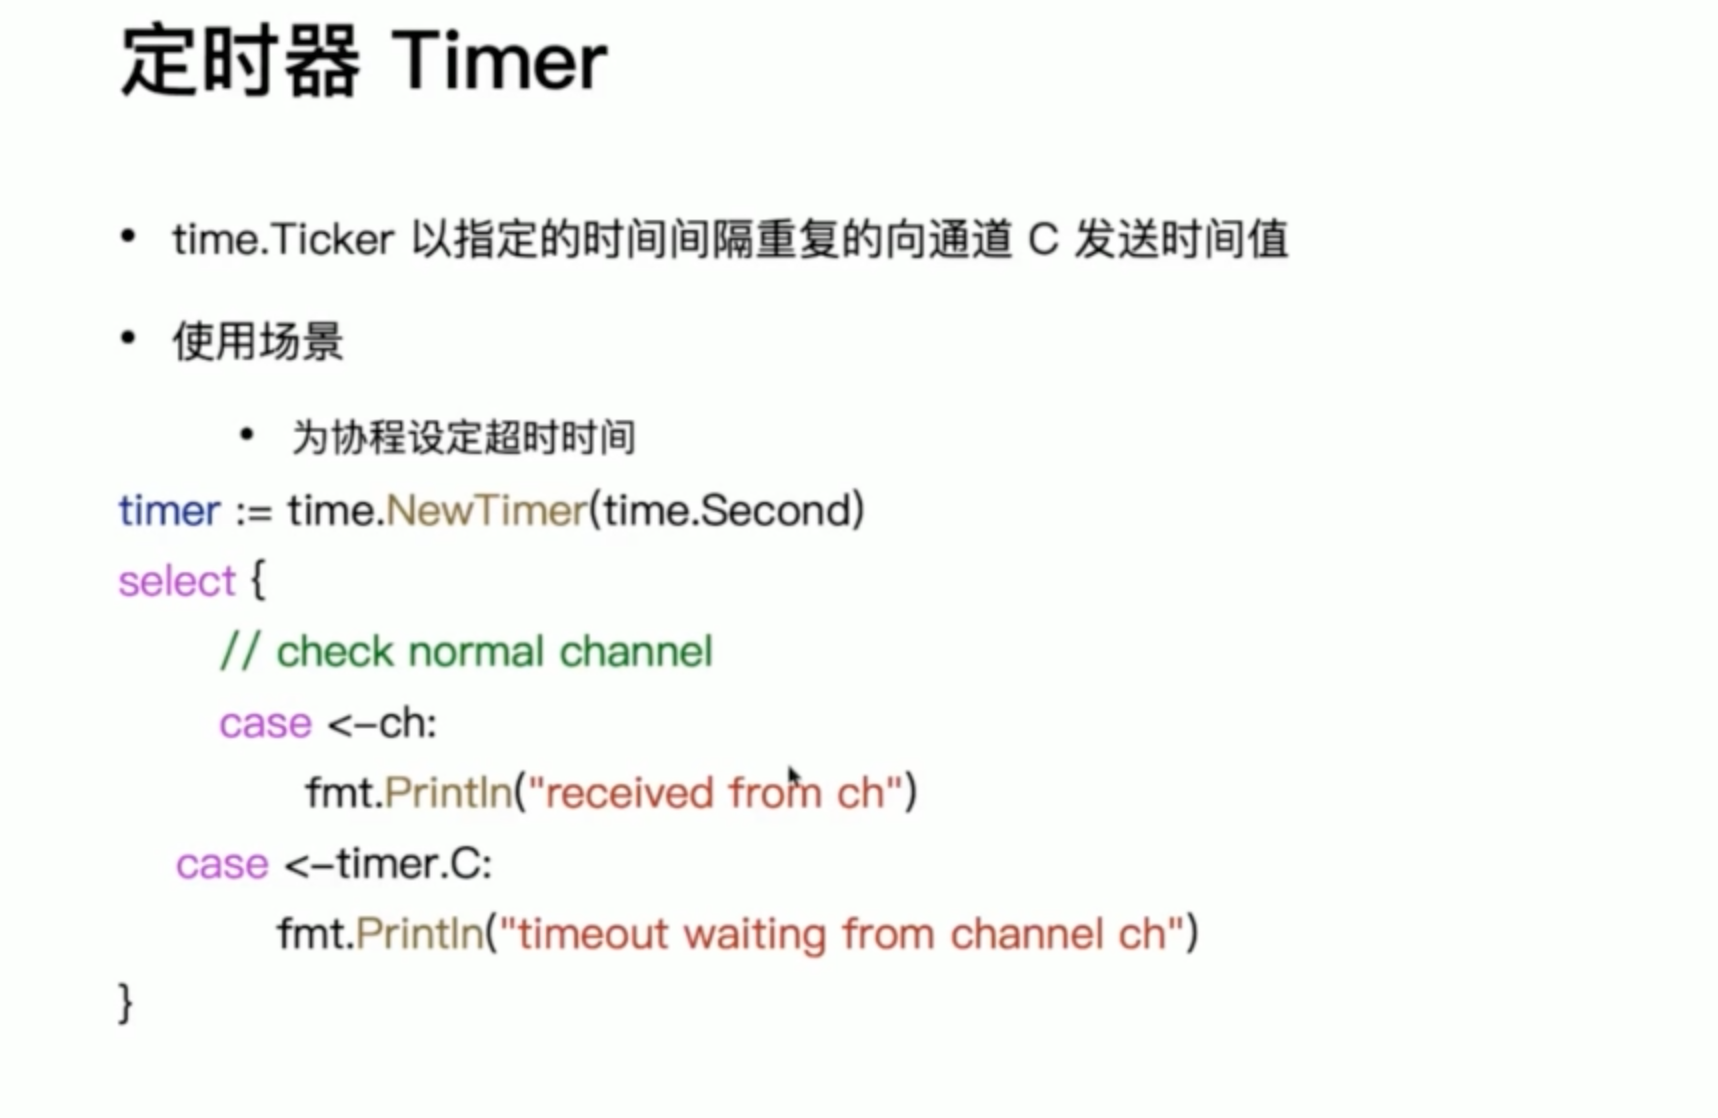 定时器 Timer
• time.Ticker 以指定的时间间隔重复的向通道 C 发送时间值
• 使用场景
• 为协程设定超时时间
timer := time.NewTimer(time.Second)
select {
// check normal channel
case <-ch:
fmt.Println("received from ch")
case <-timer.C:
fmt.Println("timeout waiting from channel ch")
}